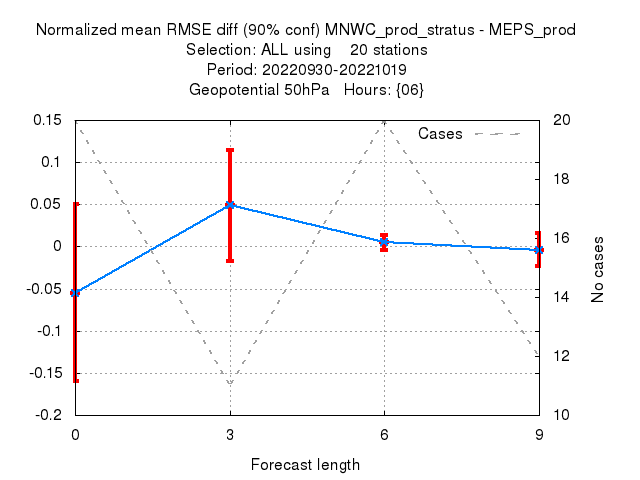 Normalized mean RMSE diff (90% conf) MNWC_prod_stratus - MEPS_prod
Selection: ALL using    20 stations
Period: 20220930-20221019
Geopotential 50hPa   Hours: {06}
Cases
0.15
0.1
0.05
0
-0.05
-0.1
-0.15
-0.2
20
18
16
14
12
10
No cases
0
3
6
9
Forecast length